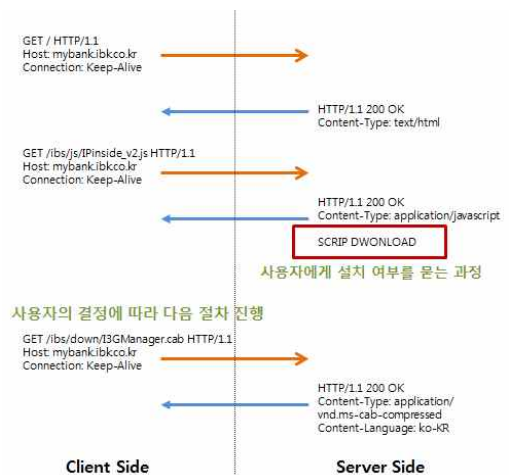 GET / HTTP/1.1
Host: mybank.ibk.co.kr
Connection: Keep-Alive
HTTP/1.1 200 OK
Content-Type: text/html
GET /ibs/js/IPinside_v2.js HTTP/1.1
Host: mybank.ibk.co.kr
Connection: Keep-Alive
HTTP/1.1 200 OK
Content-Type: application/javascript
SCRIP DWONLOAD
사용자에게 설치 여부를 묻는 과정
사용자의 결정에 따라 다음 절차 진행
GET /ibs/down/I3GManager.cab HTTP/1.1
Host: mybank.ibk.co.kr
Connection: Keep-Alive
HTTP/1.1 200 OK
Content-Type: application/
vnd.ms-cab-compressed
Content-Language: ko-KR
Client Side
Server Side